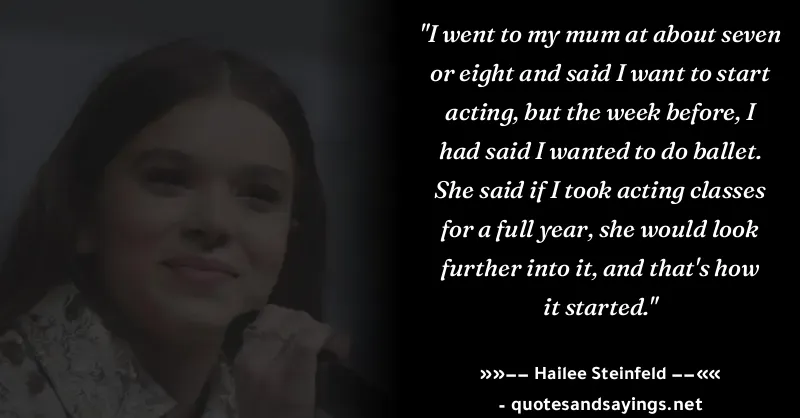 "I went to my mum at about seven
or eight and said I want to start
acting, but the week before, I
had said I wanted to do ballet.
She said if I took acting classes
for a full year, she would look
further into it, and that's how
it started."
»»–– Hailee Steinfeld ––««
- quotesandsayings.net